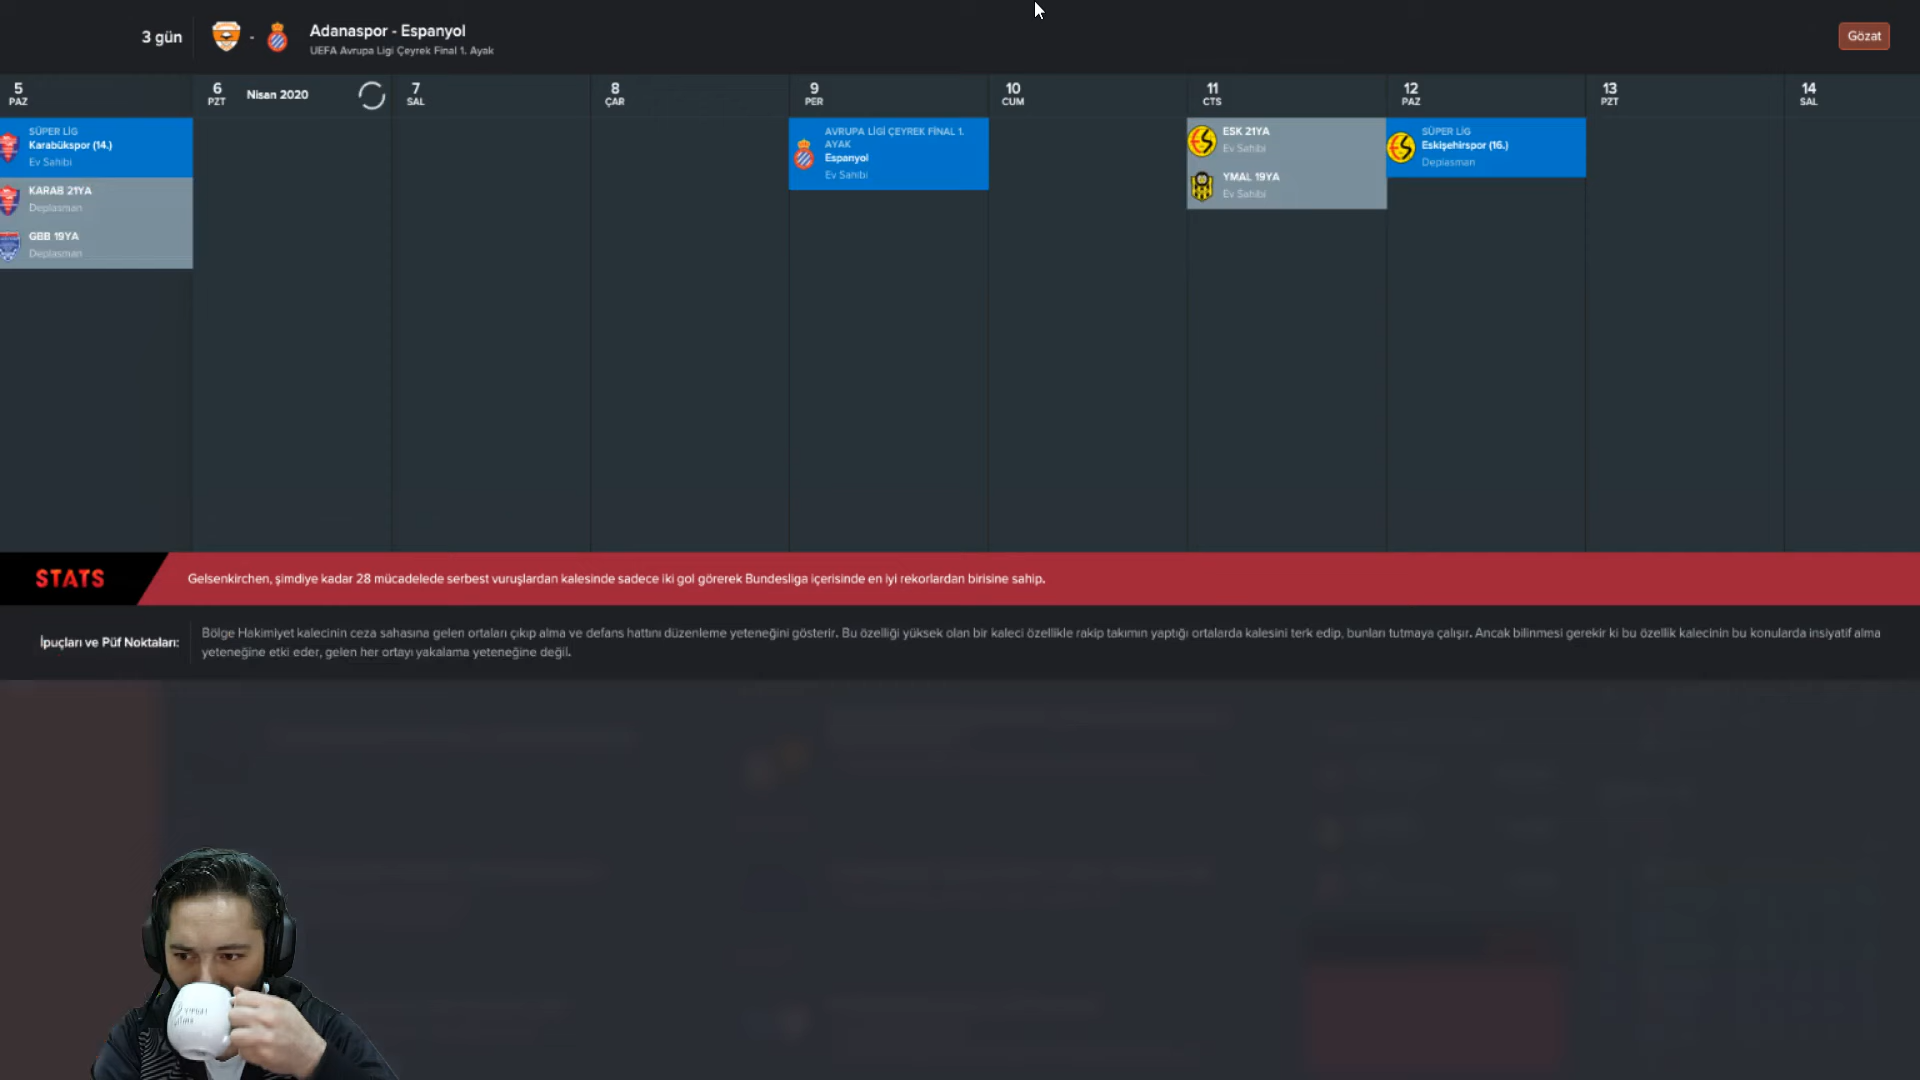 3 gün
-
Adanaspor - Espanyol
UEFA Avrupa Ligi Çeyrek Final 1. Ayak
Gözat
5
PAZ
6
PZT
Nisan 2020
7
SAL
8
ÇAR
9
PER
10
CUM
11
CTS
12
PAZ
13
PZT
14
SAL
SÜPER LİG
Karabükspor (14.)
Ev Sahibi
KARAB 21YA
Deplasman
GBB 19YA
Deplasman
AVRUPA LİGİ ÇEYREK FİNAL 1.
AYAK
Espanyol
Ev Sahibi
ESK 21YA
Ev Sahibi
YMAL 19YA
Ev Sahibi
SÜPER LİG
Eskişehirspor (16.)
Deplasman
STATS
Gelsenkirchen, şimdiye kadar 28 mücadelede serbest vuruşlardan kalesinde sadece iki gol görerek Bundesliga içerisinde en iyi rekorlardan birisine sahip.
İpuçları ve Püf Noktaları:
Bölge Hakimiyet kalecinin ceza sahasına gelen ortaları çıkıp alma ve defans hattını düzenleme yeteneğini gösterir. Bu özelliği yüksek olan bir kaleci özellikle rakip takımın yaptığı ortalarda kalesini terk edip, bunları tutmaya çalışır. Ancak bilinmesi gerekir ki bu özellik kalecinin bu konularda insiyatif alma
yeteneğine etki eder, gelen her ortayı yakalama yeteneğine değil.